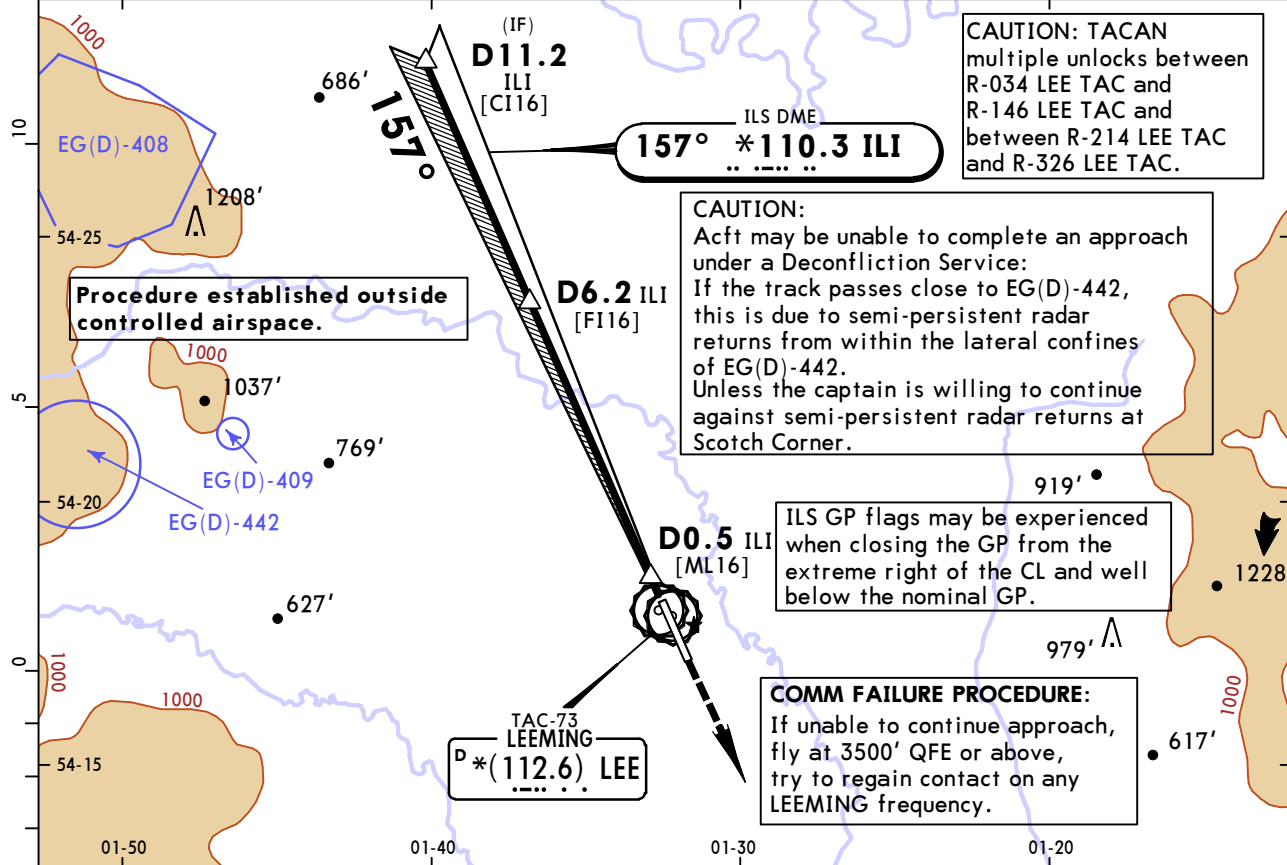 1000
(IF)
D11.2
ILI
[CI16]
686'
157°
10
EG(D)-408
1208'
54-25
ILS DME
157° *110.3 ILI
CAUTION: TACAN
multiple unlocks between
R-034 LEE TAC and
R-146 LEE TAC and
between R-214 LEE TAC
and R-326 LEE TAC.
CAUTION:
Acft may be unable to complete an approach
under a Deconfliction Service:
If the track passes close to EG(D)-442,
this is due to semi-persistent radar
returns from within the lateral confines
of EG(D)-442.
Unless the captain is willing to continue
against semi-persistent radar returns at
Scotch Corner.
Procedure established outside
controlled airspace.
D6.2 ILI
[FI16]
1000
1037'
5
769'
EG(D)-409
54-20
EG(D)-442
919'
D0.5 ILI
[ML16]
ILS GP flags may be experienced
when closing the GP from the
extreme right of the CL and well
below the nominal GP.
1228
627'
979'
0
1000
1000
1000
TAC-73
LEEMING
D *(112.6) LEE
COMM FAILURE PROCEDURE:
If unable to continue approach,
fly at 3500' QFE or above,
try to regain contact on any
LEEMING frequency.
617'
54-15
01-50
01-40
01-30
01-20